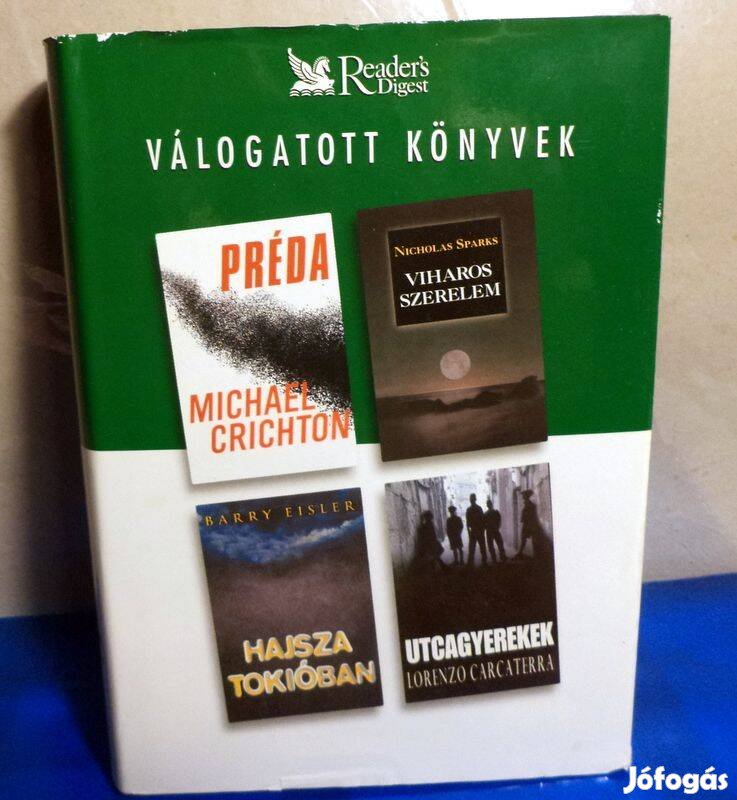 Reader's
Digest
VÁLOGATOTT KÖNYVEK
PRÉDA
MICHAEL
CRICHTON
NICHOLAS SPARKS
VIHAROS
SZERELEM
BARRY EISLER
HAJSZA
TOKIÓBAN
UTCAGYEREKEK
LORENZO CARCATERRA
Jófogás